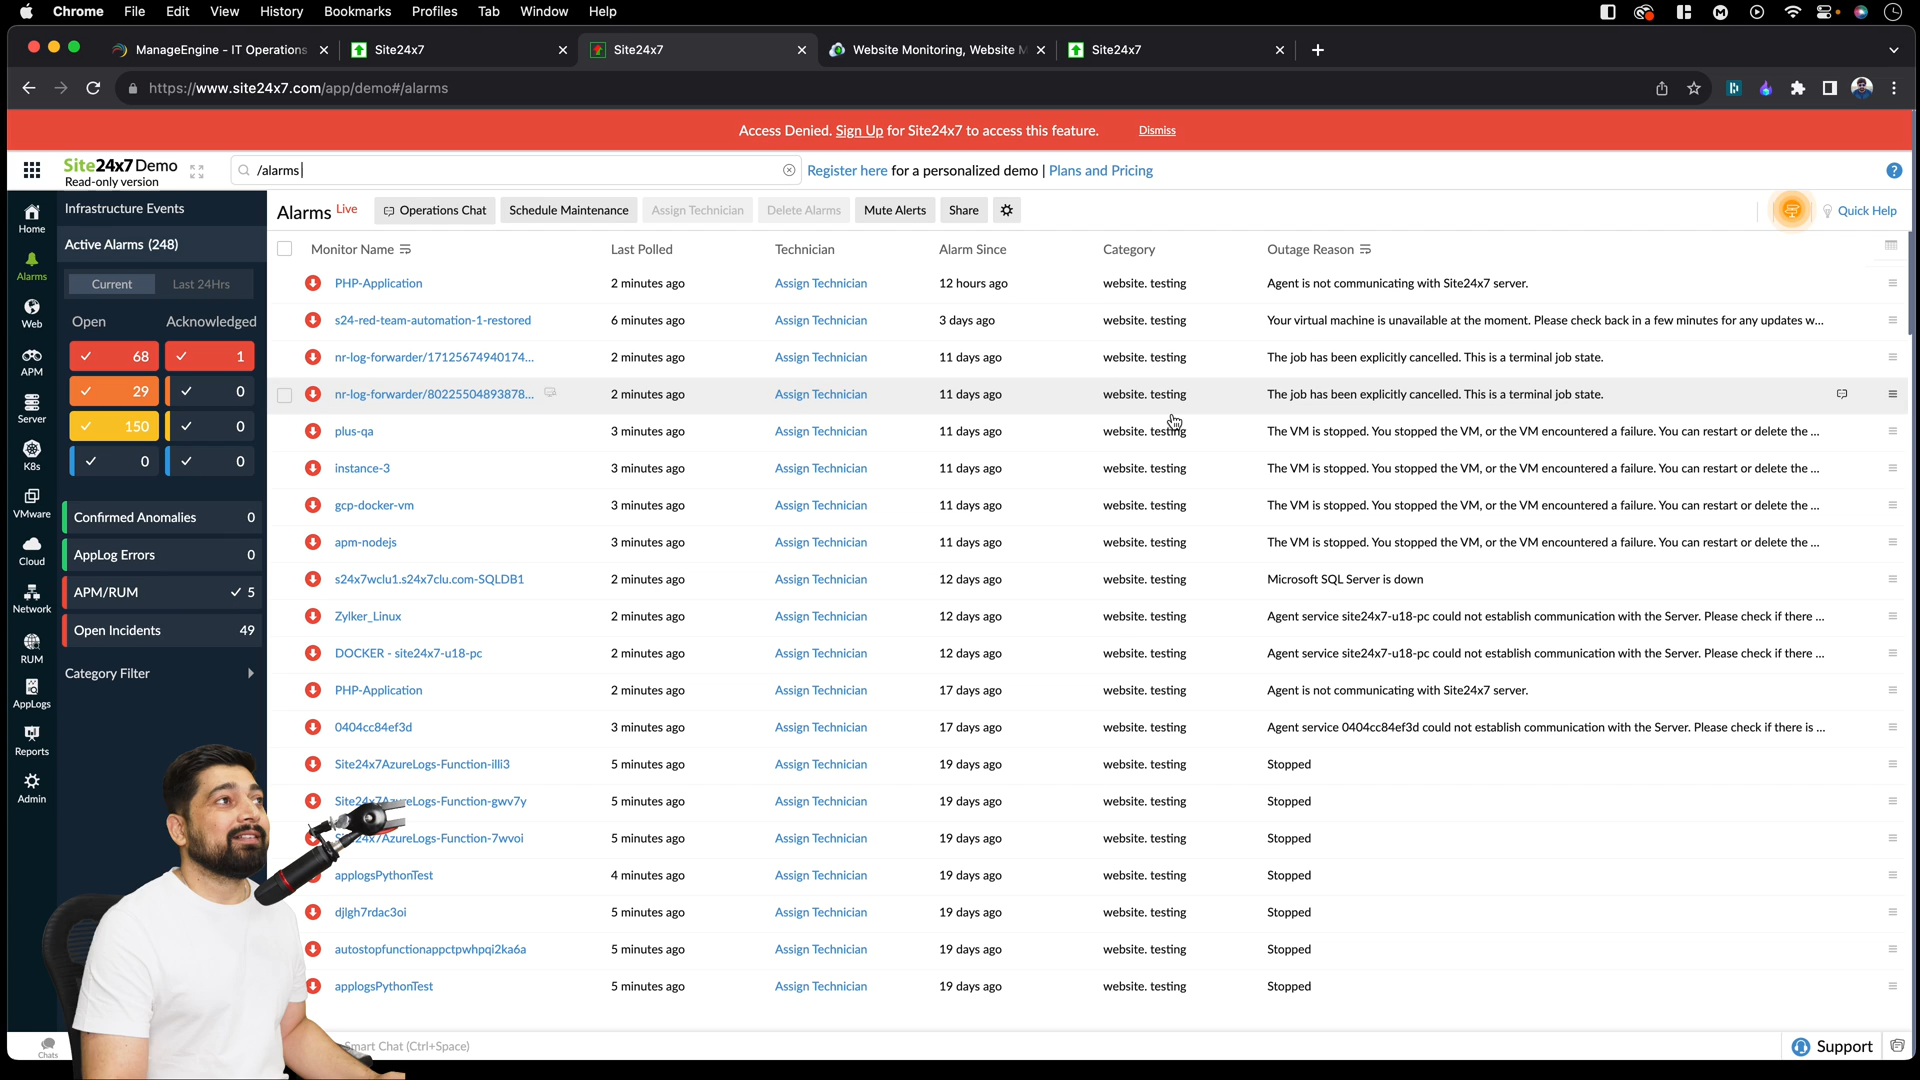 Chrome File Edit View History Bookmarks Profiles Tab Window Help
ManageEngine - IT Operations
Site24x7
Site24x7
Website Monitoring, Website M
Site24x7
https://www.site24x7.com/app/demo#/alarms
Access Denied. Sign Up for Site24x7 to access this feature. Dismiss
Site24x7 Demo
Read-only version
/alarms
Register here for a personalized demo | Plans and Pricing
Home
Alarms
Web
APM
Server
K8s
VMware
Cloud
Network
RUM
AppLogs
Reports
Admin
Chats
Infrastructure Events
Active Alarms (248)
Current Last 24Hrs
Open Acknowledged
68 1
29 0
150 0
0 0
Confirmed Anomalies 0
AppLog Errors 0
APM/RUM 5
Open Incidents 49
Category Filter
Alarms Live Operations Chat Schedule Maintenance Assign Technician Delete Alarms Mute Alerts Share Quick Help
Monitor Name Last Polled Technician Alarm Since Category Outage Reason
PHP-Application 2 minutes ago Assign Technician 12 hours ago website. testing Agent is not communicating with Site24x7 server.
s24-red-team-automation-1-restored 6 minutes ago Assign Technician 3 days ago website. testing Your virtual machine is unavailable at the moment. Please check back in a few minutes for any updates w...
nr-log-forwarder/17125674940174... 2 minutes ago Assign Technician 11 days ago website. testing The job has been explicitly cancelled. This is a terminal job state.
nr-log-forwarder/80225504893878... 2 minutes ago Assign Technician 11 days ago website. testing The job has been explicitly cancelled. This is a terminal job state.
plus-qa 3 minutes ago Assign Technician 11 days ago website. testing The VM is stopped. You stopped the VM, or the VM encountered a failure. You can restart or delete the ...
instance-3 3 minutes ago Assign Technician 11 days ago website. testing The VM is stopped. You stopped the VM, or the VM encountered a failure. You can restart or delete the ...
gcp-docker-vm 3 minutes ago Assign Technician 11 days ago website. testing The VM is stopped. You stopped the VM, or the VM encountered a failure. You can restart or delete the ...
apm-nodejs 3 minutes ago Assign Technician 11 days ago website. testing The VM is stopped. You stopped the VM, or the VM encountered a failure. You can restart or delete the ...
s24x7wclu1.s24x7clu.com-SQLDB1 2 minutes ago Assign Technician 12 days ago website. testing Microsoft SQL Server is down
Zylker_Linux 2 minutes ago Assign Technician 12 days ago website. testing Agent service site24x7-u18-pc could not establish communication with the Server. Please check if there ...
DOCKER - site24x7-u18-pc 2 minutes ago Assign Technician 12 days ago website. testing Agent service site24x7-u18-pc could not establish communication with the Server. Please check if there ...
PHP-Application 2 minutes ago Assign Technician 17 days ago website. testing Agent is not communicating with Site24x7 server.
0404cc84ef3d 3 minutes ago Assign Technician 17 days ago website. testing Agent service 0404cc84ef3d could not establish communication with the Server. Please check if there is ...
Site24x7AzureLogs-Function-illi3 5 minutes ago Assign Technician 19 days ago website. testing Stopped
Site24x7AzureLogs-Function-gwv7y 5 minutes ago Assign Technician 19 days ago website. testing Stopped
Site24x7AzureLogs-Function-7wvoi 5 minutes ago Assign Technician 19 days ago website. testing Stopped
applogsPythonTest 4 minutes ago Assign Technician 19 days ago website. testing Stopped
djlgh7rdac3oi 5 minutes ago Assign Technician 19 days ago website. testing Stopped
autostopfunctionappctpwhpqi2ka6a 5 minutes ago Assign Technician 19 days ago website. testing Stopped
applogsPythonTest 5 minutes ago Assign Technician 19 days ago website. testing Stopped
Smart Chat (Ctrl+Space)
Support